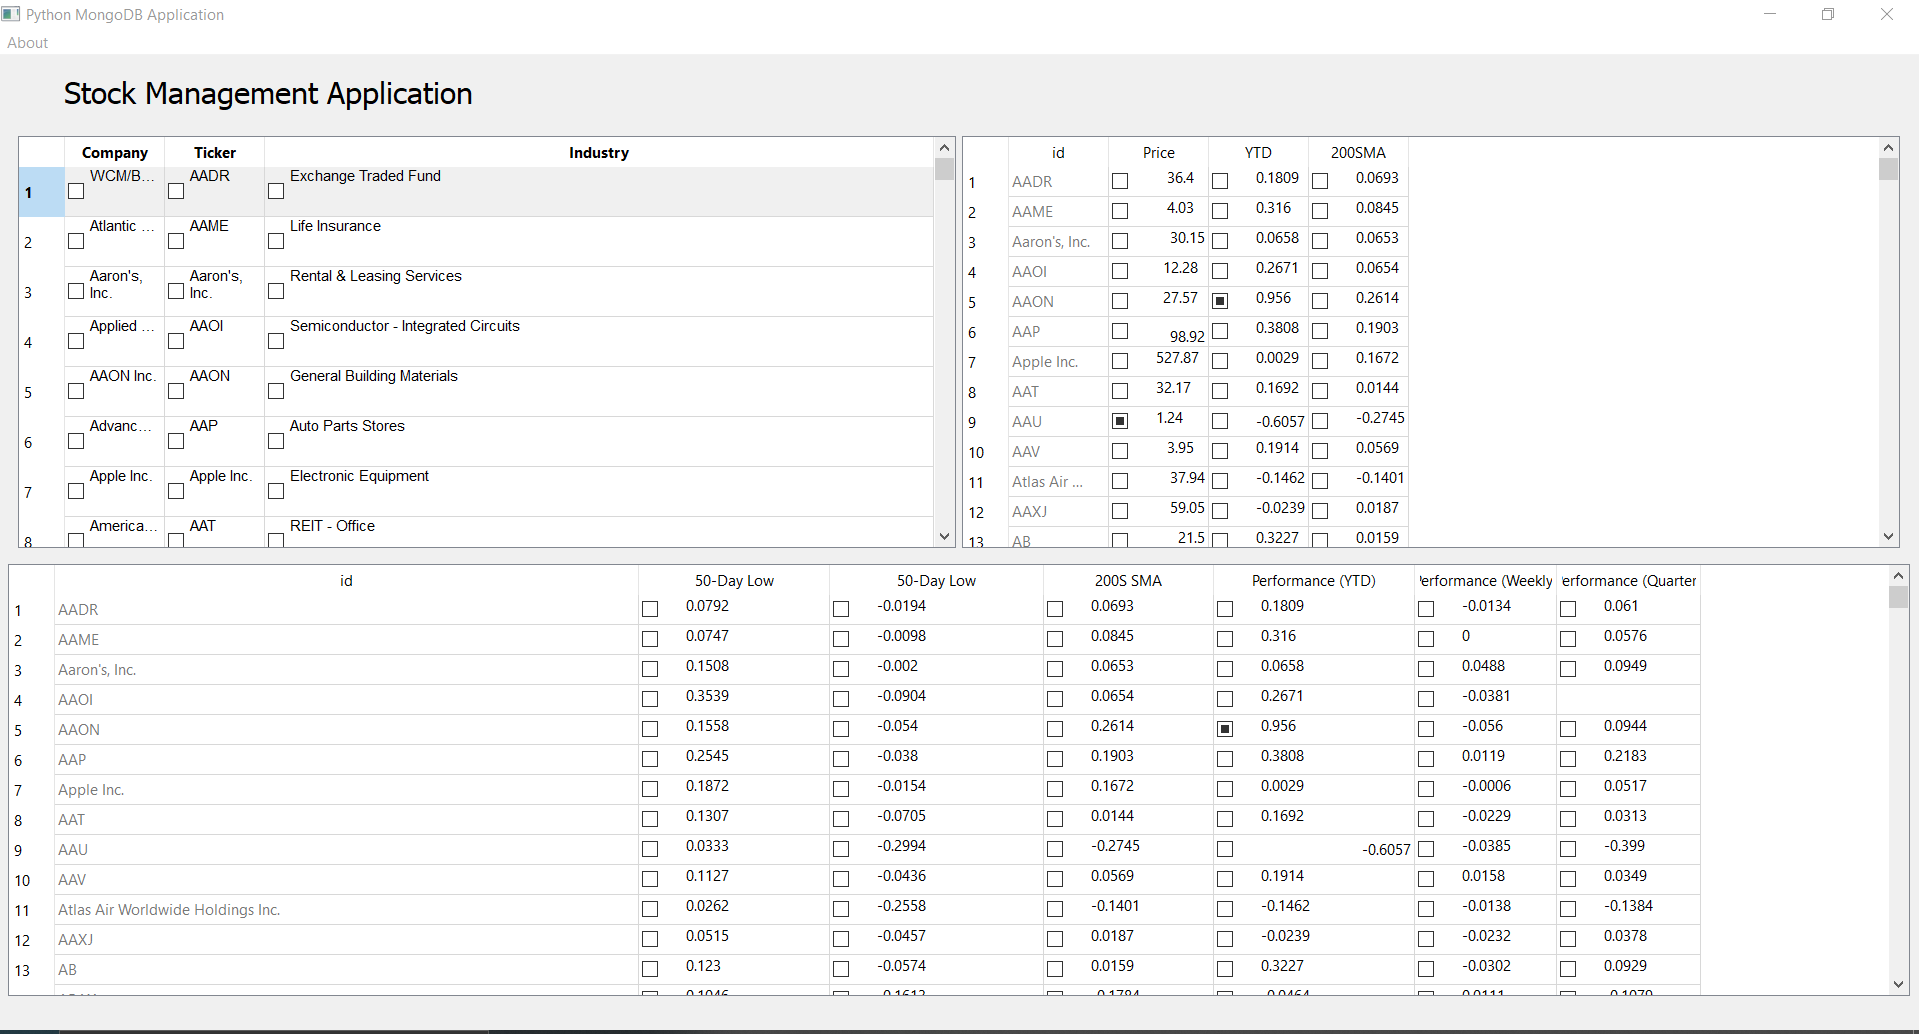 Python MongoDB Application
About
Stock Management Application
Company Ticker Industry
1 WCM/B... AADR Exchange Traded Fund
2 Atlantic ... AAME Life Insurance
3 Aaron's, Inc. Aaron's, Inc. Rental & Leasing Services
4 Applied ... AAOI Semiconductor - Integrated Circuits
5 AAON Inc. AAON General Building Materials
6 Advanc... AAP Auto Parts Stores
7 Apple Inc. Apple Inc. Electronic Equipment
8 America... AAT REIT - Office
id Price YTD 200SMA
1 AADR 36.4 0.1809 0.0693
2 AAME 4.03 0.316 0.0845
3 Aaron's, Inc. 30.15 0.0658 0.0653
4 AAOI 12.28 0.2671 0.0654
5 AAON 27.57 0.956 0.2614
6 AAP 98.92 0.3808 0.1903
7 Apple Inc. 527.87 0.0029 0.1672
8 AAT 32.17 0.1692 0.0144
9 AAU 1.24 -0.6057 -0.2745
10 AAV 3.95 0.1914 0.0569
11 Atlas Air ... 37.94 -0.1462 -0.1401
12 AAXJ 59.05 -0.0239 0.0187
13 AB 21.5 0.3227 0.0159
id 50-Day Low 50-Day Low 200S SMA Performance (YTD) erformance (Weekly erformance (Quarter
1 AADR 0.0792 -0.0194 0.0693 0.1809 -0.0134 0.061
2 AAME 0.0747 -0.0098 0.0845 0.316 0 0.0576
3 Aaron's, Inc. 0.1508 -0.002 0.0653 0.0658 0.0488 0.0949
4 AAOI 0.3539 -0.0904 0.0654 0.2671 -0.0381
5 AAON 0.1558 -0.054 0.2614 0.956 -0.056 0.0944
6 AAP 0.2545 -0.038 0.1903 0.3808 0.0119 0.2183
7 Apple Inc. 0.1872 -0.0154 0.1672 0.0029 -0.0006 0.0517
8 AAT 0.1307 -0.0705 0.0144 0.1692 -0.0229 0.0313
9 AAU 0.0333 -0.2994 -0.2745 -0.6057 -0.0385 -0.399
10 AAV 0.1127 -0.0436 0.0569 0.1914 0.0158 0.0349
11 Atlas Air Worldwide Holdings Inc. 0.0262 -0.2558 -0.1401 -0.1462 -0.0138 -0.1384
12 AAXJ 0.0515 -0.0457 0.0187 -0.0239 -0.0232 0.0378
13 AB 0.123 -0.0574 0.0159 0.3227 -0.0302 0.0929